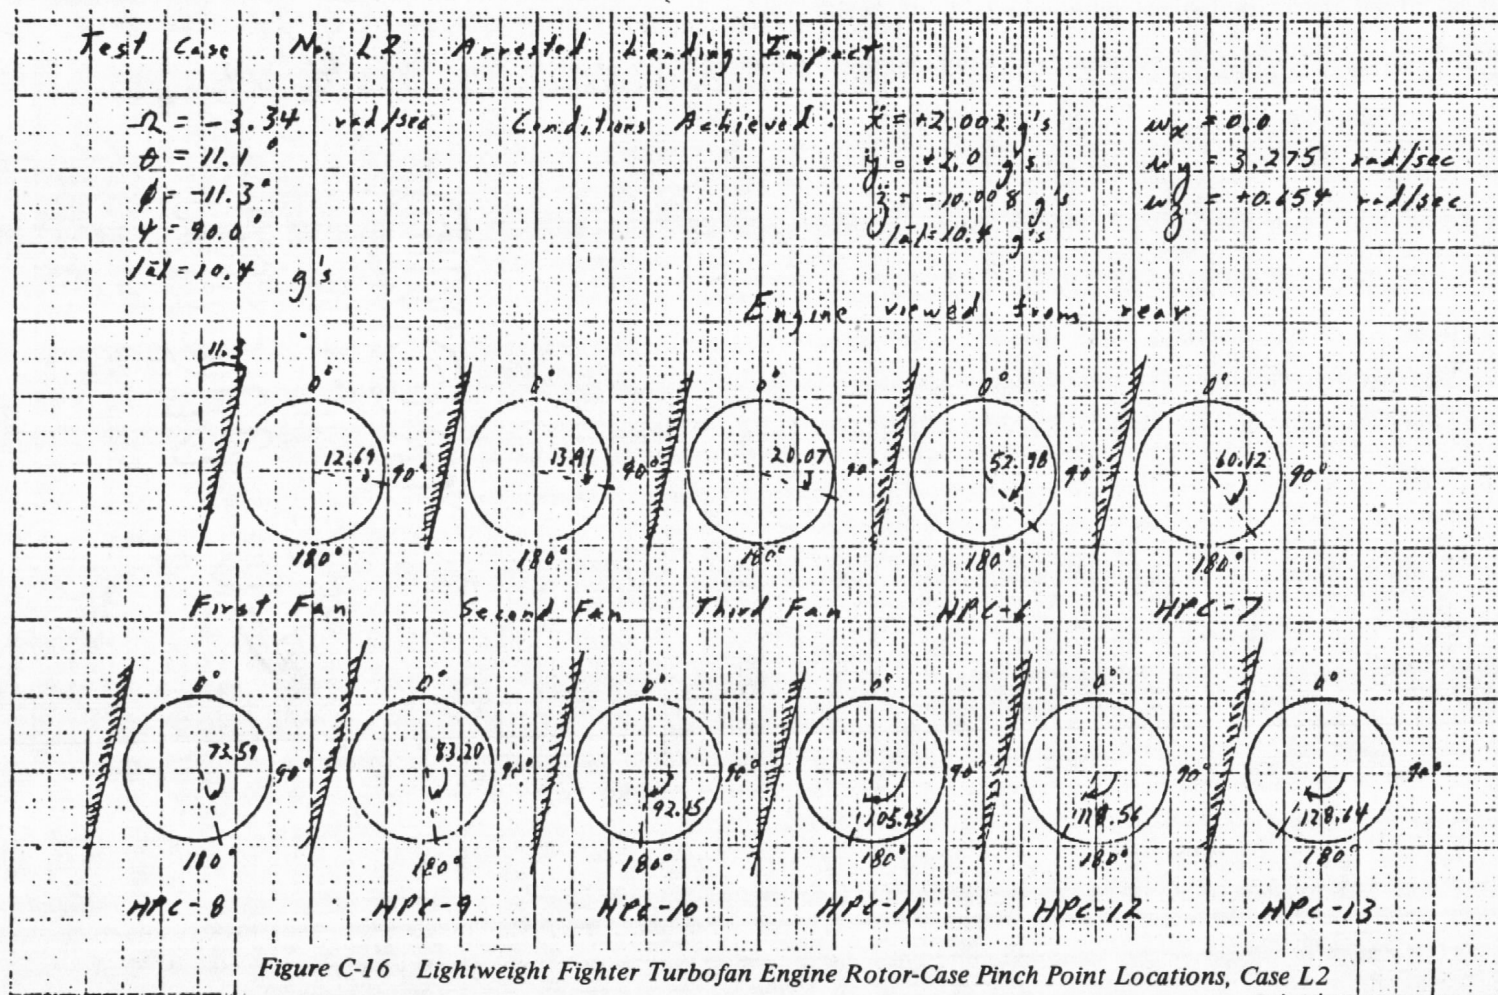 Test Case No. L2 Arrested Landing Impact
Ω = -3.34 rad/sec Conditions Achieved: ẍ = +2.002 g's ωx = 0.0
θ = 11.1° ÿ = +2.0 g's ωy = 3.275 rad/sec
ϕ = -11.3° z̈ = -10.008 g's ωz = +0.654 rad/sec
ψ = 90.0° |ā| = 10.4 g's
|ā| = 10.4 g's
Engine viewed from rear
11.3
0° 0° 0° 0° 0°
12.69 90° 13.91 90° 20.07 90° 52.98 90° 60.12 90°
180° 180° 180° 180° 180°
First Fan Second Fan Third Fan HPC-6 HPC-7
0° 0° 0° 0° 0° 0°
73.59 90° 83.20 90° 92.15 90° 105.93 90° 118.56 90° 128.64 90°
180° 180° 180° 180° 180° 180°
HPC-8 HPC-9 HPC-10 HPC-11 HPC-12 HPC-13
Figure C-16 Lightweight Fighter Turbofan Engine Rotor-Case Pinch Point Locations, Case L2